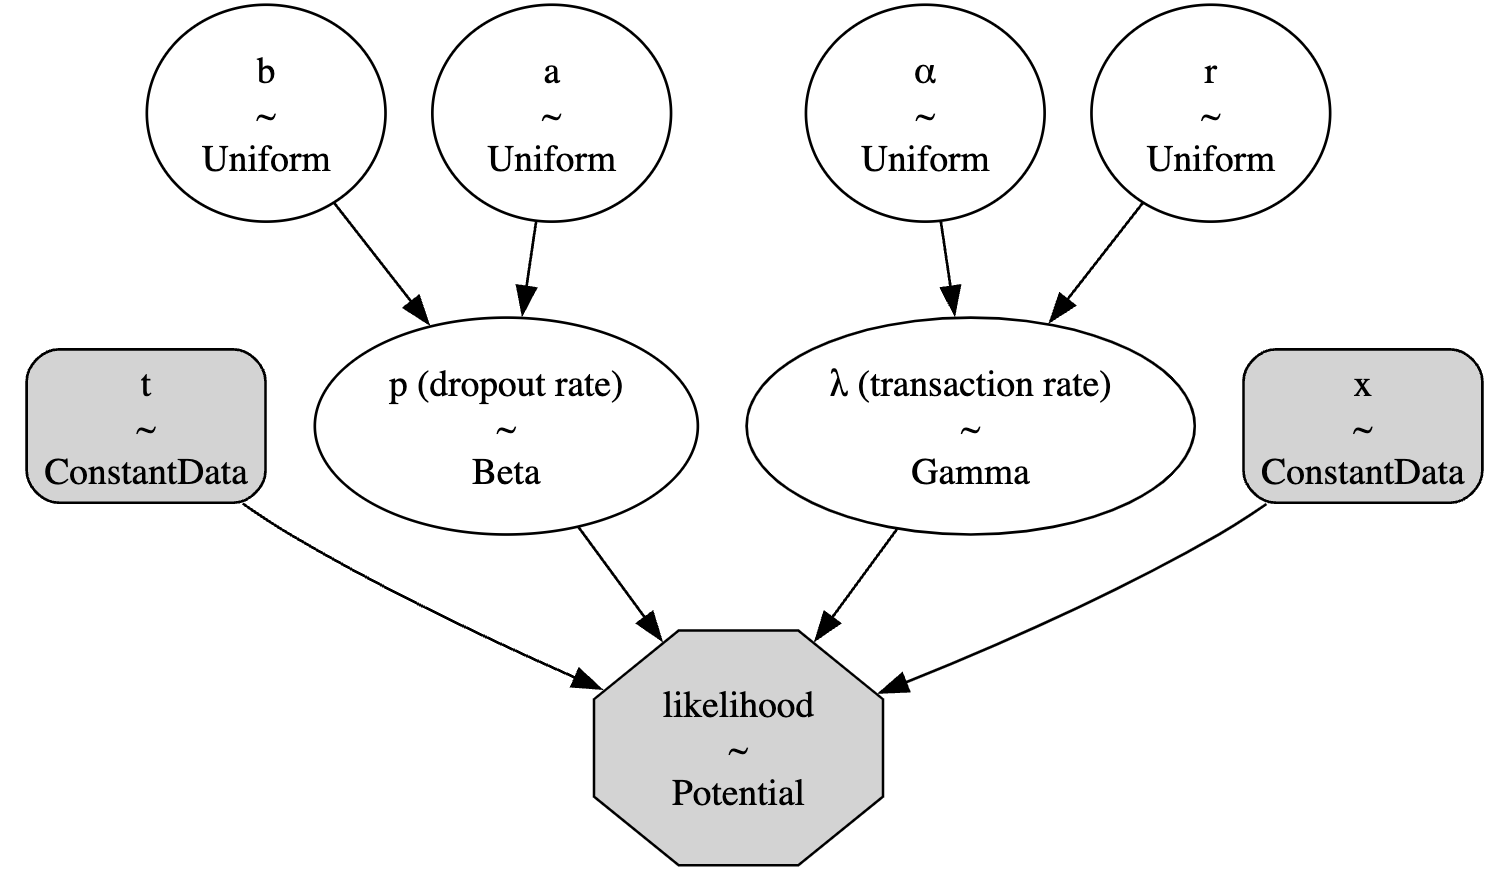 b
~
Uniform
a
~
Uniform
α
~
Uniform
r
~
Uniform
t
~
ConstantData
p (dropout rate)
~
Beta
λ (transaction rate)
~
Gamma
x
~
ConstantData
likelihood
~
Potential